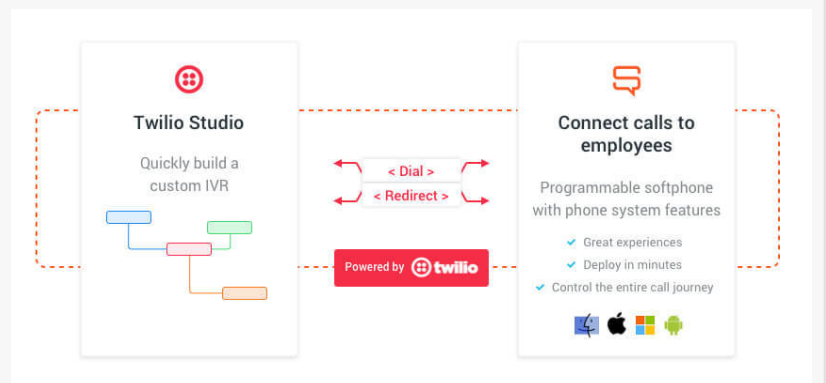 Twilio Studio
Quickly build a
custom IVR
< Dial >
< Redirect >
Powered by twilio
Connect calls to
employees
Programmable softphone
with phone system features
Great experiences
Deploy in minutes
Control the entire call journey